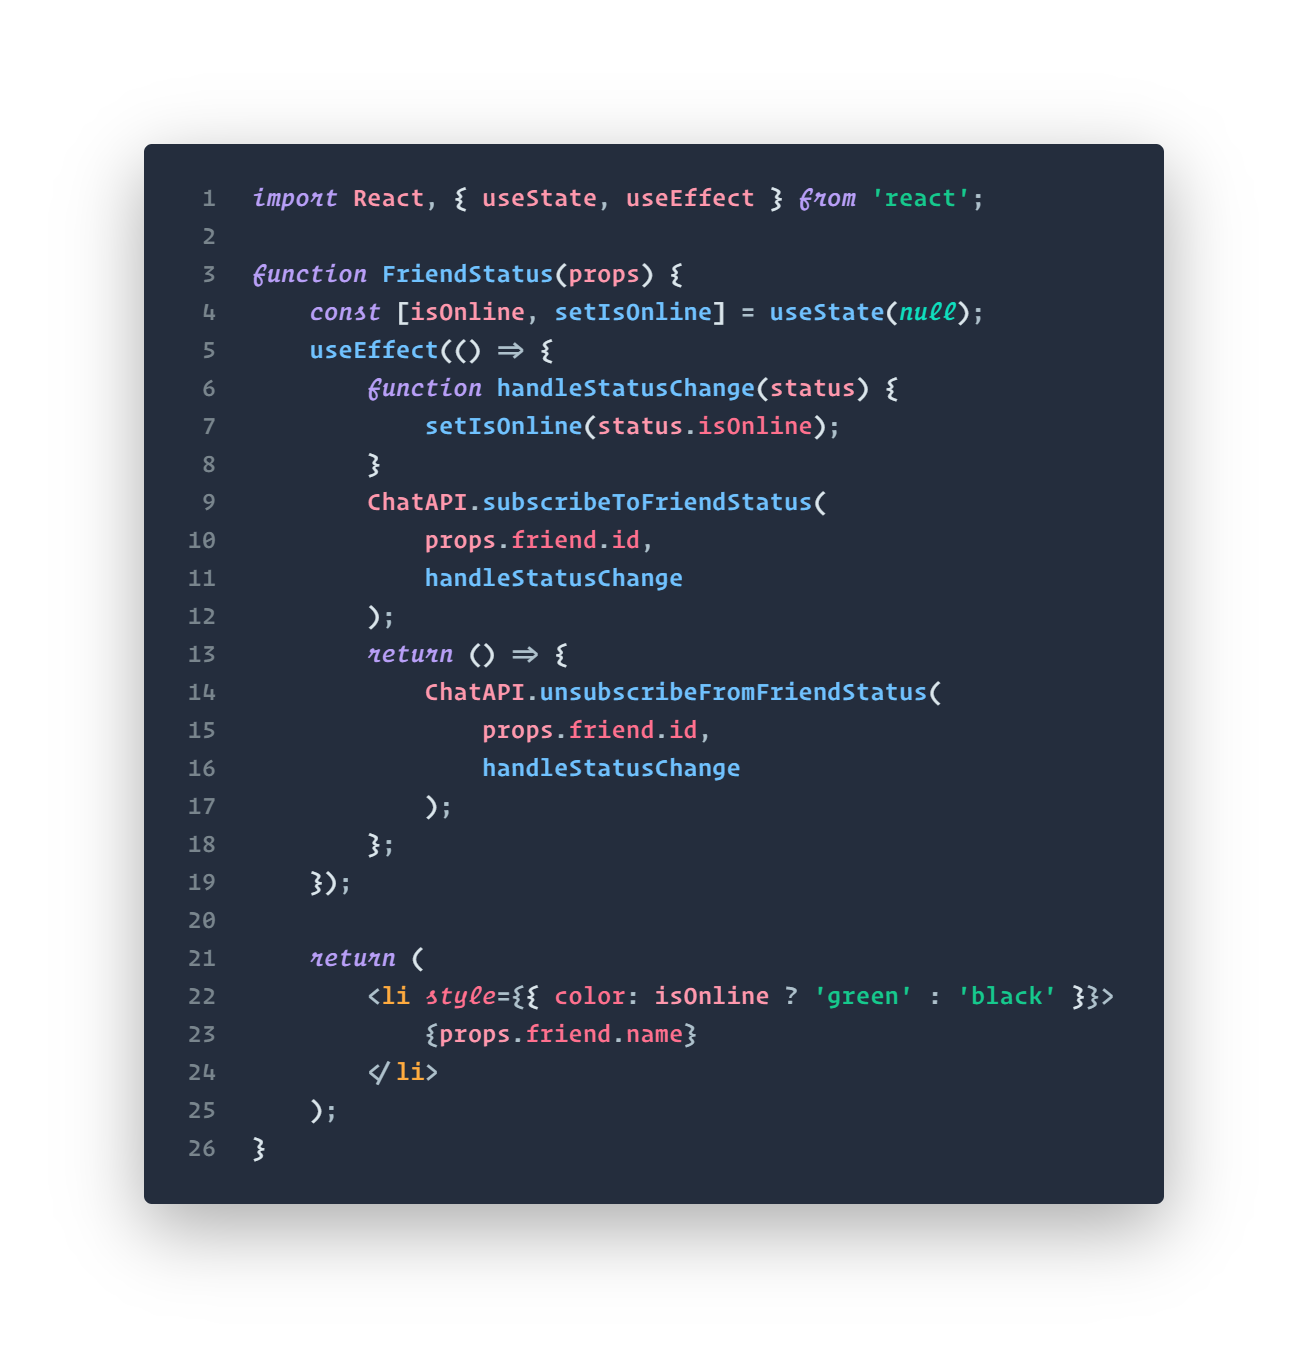 1 import React, { useState, useEffect } from 'react';
2
3 function FriendStatus(props) {
4     const [isOnline, setIsOnline] = useState(null);
5     useEffect(() => {
6         function handleStatusChange(status) {
7             setIsOnline(status.isOnline);
8         }
9         ChatAPI.subscribeToFriendStatus(
10             props.friend.id,
11             handleStatusChange
12         );
13         return () => {
14             ChatAPI.unsubscribeFromFriendStatus(
15                 props.friend.id,
16                 handleStatusChange
17             );
18         };
19     });
20
21     return (
22         <li style={{ color: isOnline ? 'green' : 'black' }}>
23             {props.friend.name}
24         </li>
25     );
26 }